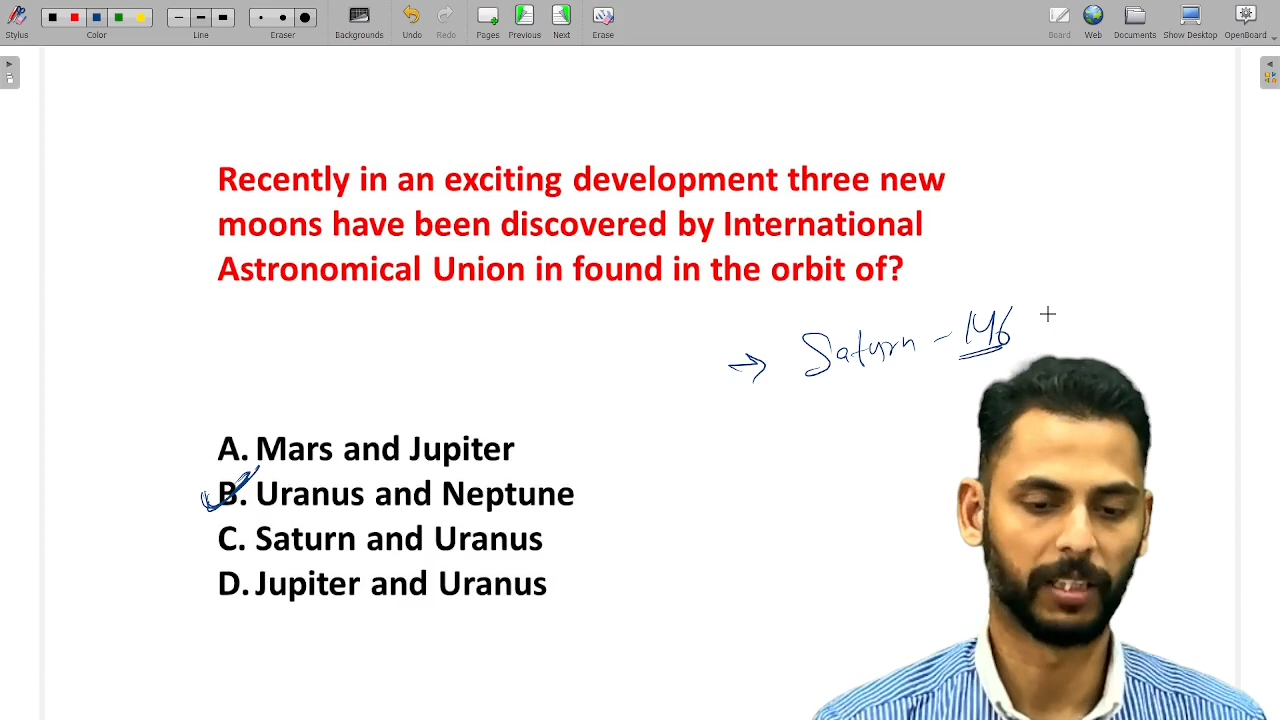 Stylus
Color
Line
Eraser
Backgrounds
Undo
Redo
Pages
Previous
Next
Erase
Board
Web
Documents
Show Desktop
OpenBoard
Recently in an exciting development three new
moons have been discovered by International
Astronomical Union in found in the orbit of?
→ Saturn - 146
A. Mars and Jupiter
B. Uranus and Neptune
C. Saturn and Uranus
D. Jupiter and Uranus